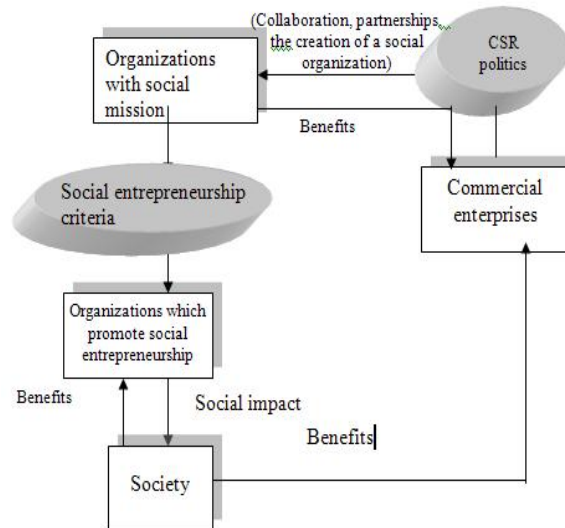 (Collaboration, partnerships,
the creation of a social
organization)
CSR
politics
Organizations
with social
mission
Benefits
Commercial
enterprises
Social entrepreneurship
criteria
Organizations which
promote social
entrepreneurship
Benefits
Social impact
Benefits
Society